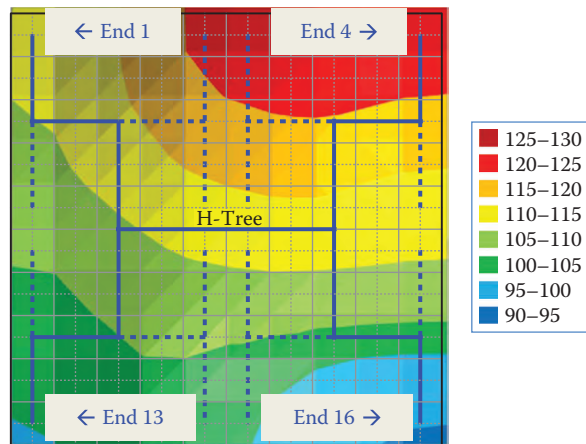 ← End 1
End 4 →
H-Tree
← End 13
End 16 →
125–130
120–125
115–120
110–115
105–110
100–105
95–100
90–95